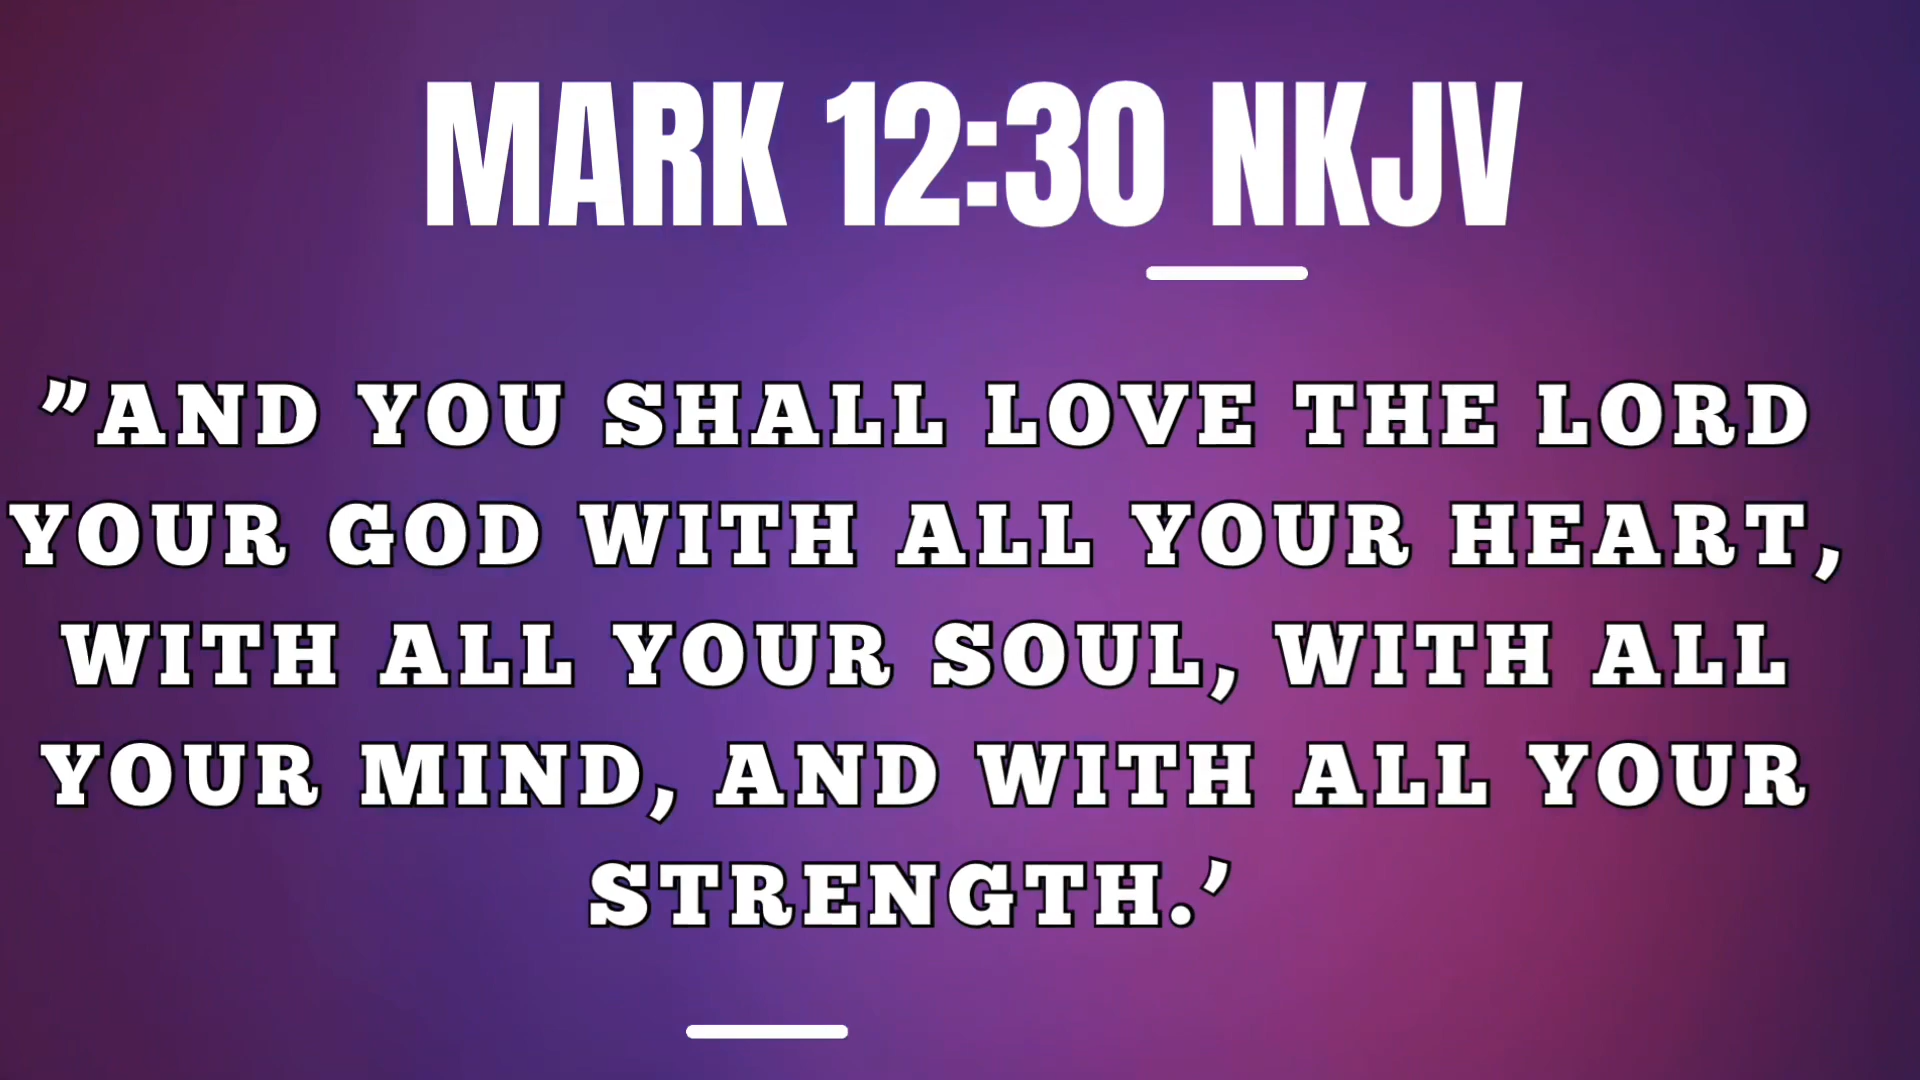 MARK 12:30 NKJV
”AND YOU SHALL LOVE THE LORD
YOUR GOD WITH ALL YOUR HEART,
WITH ALL YOUR SOUL, WITH ALL
YOUR MIND, AND WITH ALL YOUR
STRENGTH.’